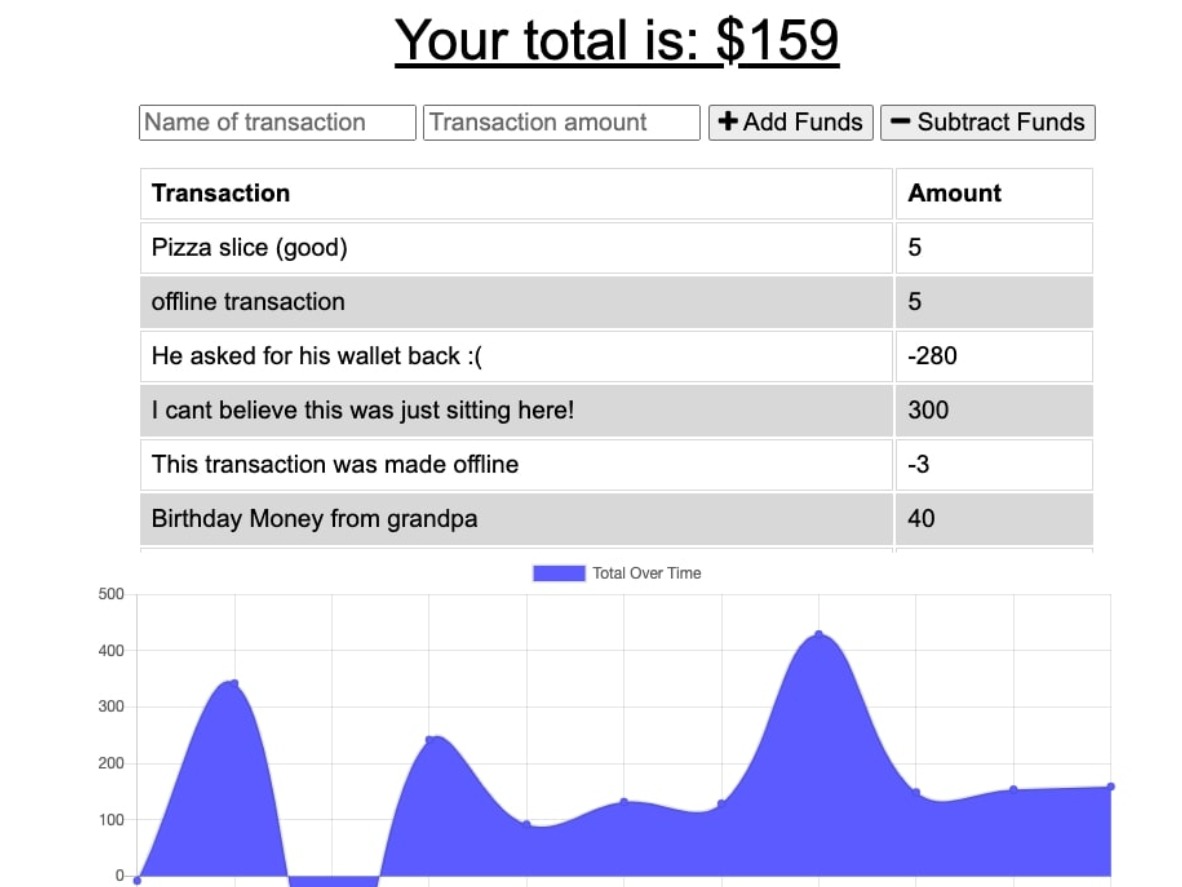 Your total is: $159
Name of transaction Transaction amount + Add Funds − Subtract Funds
Transaction Amount
Pizza slice (good) 5
offline transaction 5
He asked for his wallet back :( -280
I cant believe this was just sitting here! 300
This transaction was made offline -3
Birthday Money from grandpa 40
Total Over Time
500
400
300
200
100
0